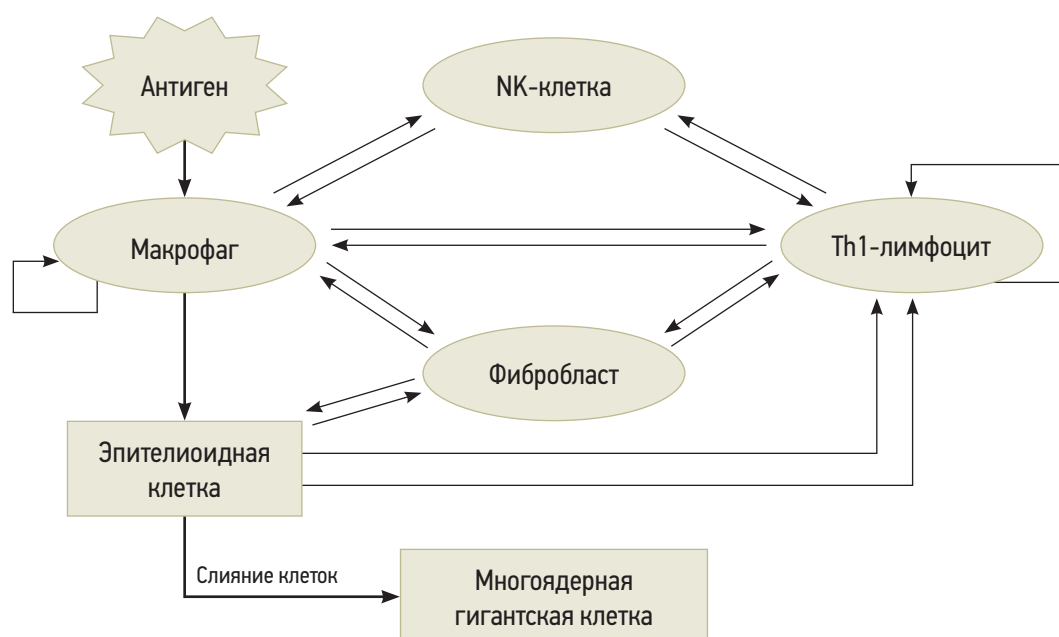 Антиген
NK-клетка
Макрофаг
Th1-лимфоцит
Фибробласт
Эпителиоидная
клетка
Слияние клеток
Многоядерная
гигантская клетка